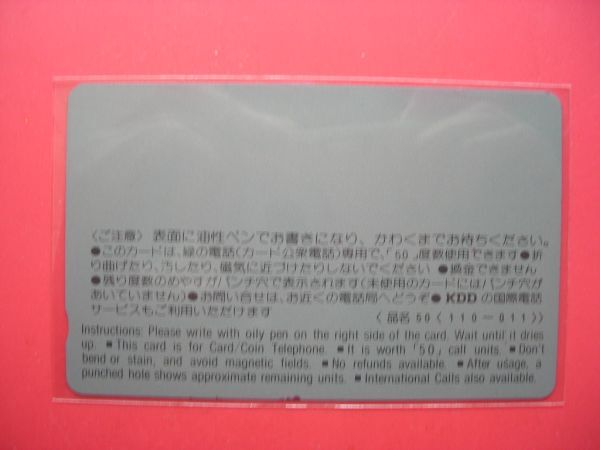 〈ご注意〉表面に油性ペンでお書きになり、かわくまでお待ちください。
●このカードは、緑の電話(カード公衆電話)専用で、「50」度数使用できます●折
り曲げたり、汚したり、磁気に近づけたりしないでください ●換金できません
●残り度数のめやすがパンチ穴で表示されます(未使用のカードにはパンチ穴が
あいていません)●お問い合せは、お近くの電話局へどうぞ● KDD の国際電話
サービスもご利用いただけます 〈品名 50〈110－011〉〉
Instructions: Please write with oily pen on the right side of the card. Wait until it dries
up. ■ This card is for Card/Coin Telephone. ■ It is worth「50」call units. ■ Don't
bend or stain, and avoid magnetic fields. ■ No refunds available. ■ After usage, a
punched hole shows approximate remaining units. ■ International Calls also available.